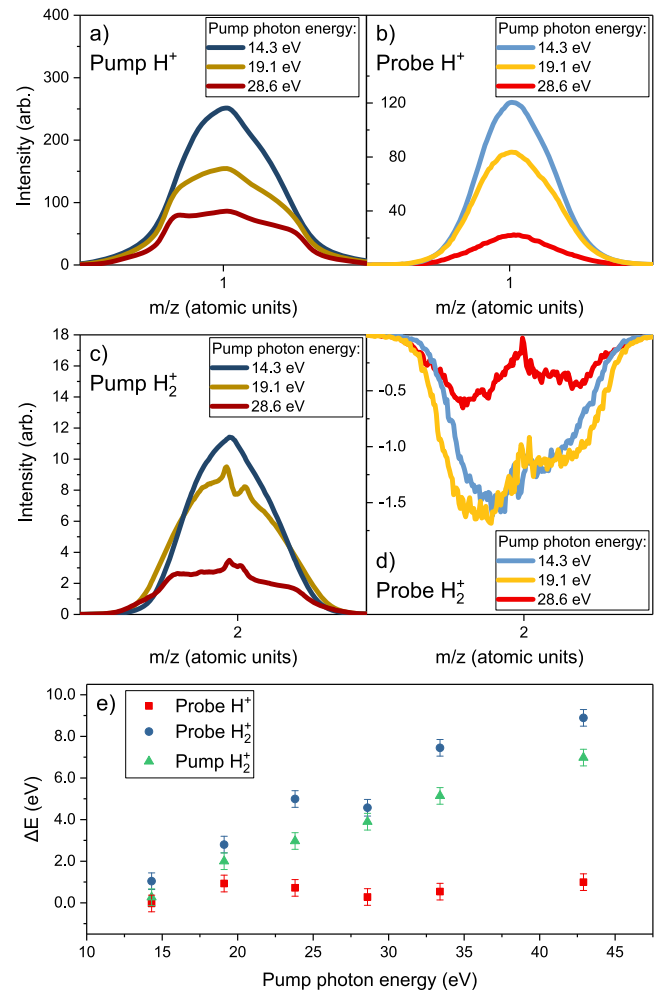 a)
Pump H⁺
Pump photon energy:
14.3 eV
19.1 eV
28.6 eV
Intensity (arb.)
400
300
200
100
0
1
m/z (atomic units)
b)
Probe H⁺
Pump photon energy:
14.3 eV
19.1 eV
28.6 eV
120
80
40
1
m/z (atomic units)
c)
Pump H₂⁺
Pump photon energy:
14.3 eV
19.1 eV
28.6 eV
Intensity (arb.)
18
16
14
12
10
8
6
4
2
0
2
m/z (atomic units)
-0.5
-1.0
-1.5
d)
Probe H₂⁺
Pump photon energy:
14.3 eV
19.1 eV
28.6 eV
2
m/z (atomic units)
e)
Probe H⁺
Probe H₂⁺
Pump H₂⁺
ΔE (eV)
10.0
8.0
6.0
4.0
2.0
0.0
10 15 20 25 30 35 40 45
Pump photon energy (eV)